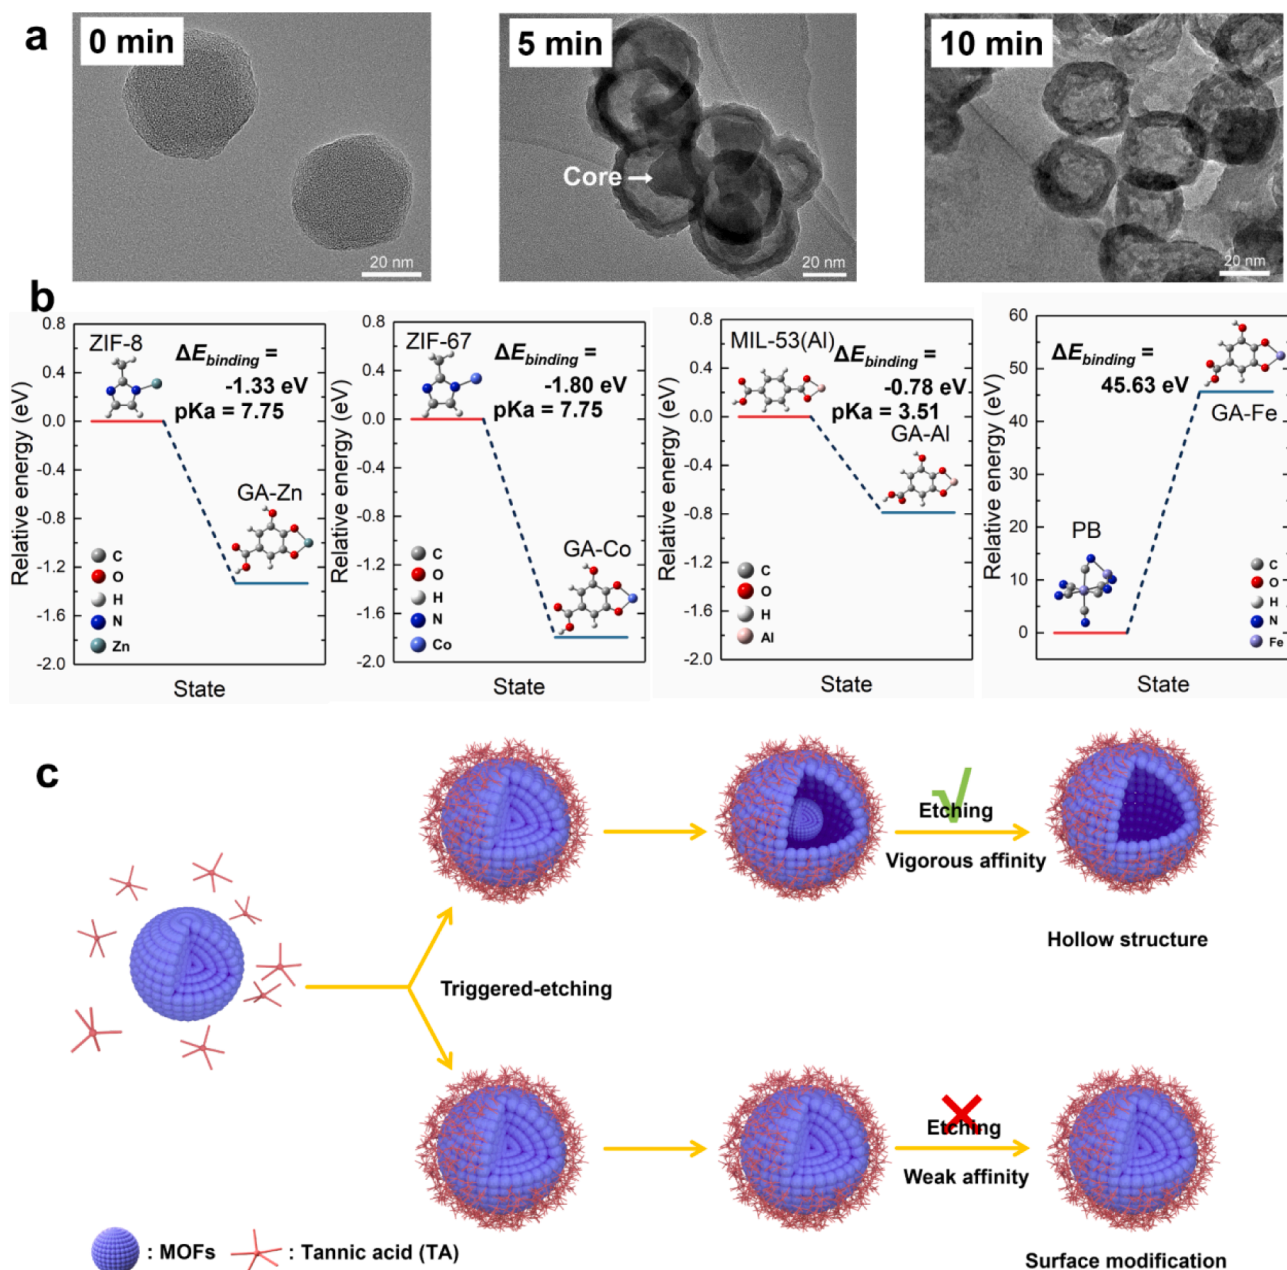 a
0 min
5 min
10 min
Core
20 nm
20 nm
20 nm
b
Relative energy (eV)
0.8
0.4
0.0
-0.4
-0.8
-1.2
-1.6
-2.0
ZIF-8
ΔE_binding =
-1.33 eV
pKa = 7.75
GA-Zn
C
O
H
N
Zn
State
Relative energy (eV)
0.8
0.4
0.0
-0.4
-0.8
-1.2
-1.6
-2.0
ZIF-67
ΔE_binding =
-1.80 eV
pKa = 7.75
GA-Co
C
O
H
N
Co
State
Relative energy (eV)
0.8
0.4
0.0
-0.4
-0.8
-1.2
-1.6
-2.0
MIL-53(Al)
ΔE_binding =
-0.78 eV
pKa = 3.51
GA-Al
C
O
H
Al
State
Relative energy (eV)
60
50
40
30
20
10
0
ΔE_binding =
45.63 eV
GA-Fe
PB
C
O
H
N
Fe
State
c
Triggered-etching
Etching
Vigorous affinity
Hollow structure
Etching
Weak affinity
Surface modification
: MOFs
: Tannic acid (TA)